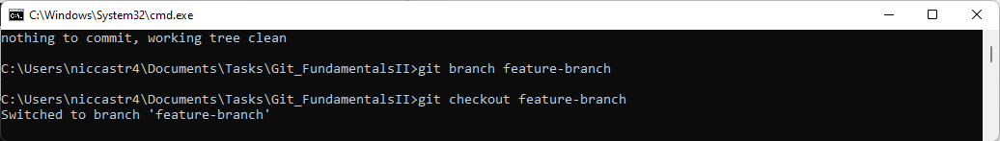 C:\Windows\System32\cmd.exe
nothing to commit, working tree clean
C:\Users\niccastr4\Documents\Tasks\Git_FundamentalsII>git branch feature-branch
C:\Users\niccastr4\Documents\Tasks\Git_FundamentalsII>git checkout feature-branch
Switched to branch 'feature-branch'